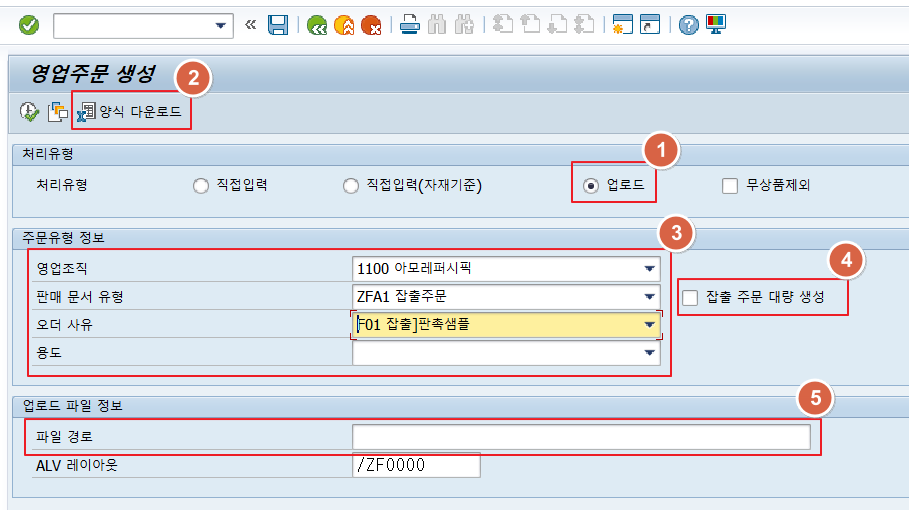 영업주문 생성
2
양식 다운로드
처리유형
1
처리유형 직접입력 직접입력(자재기준) 업로드 무상품제외
주문유형 정보
3
4
영업조직 1100 아모레퍼시픽
판매 문서 유형 ZFA1 잡출주문 잡출 주문 대량 생성
오더 사유 F01 잡출]판촉샘플
용도
업로드 파일 정보
5
파일 경로
ALV 레이아웃 /ZF0000